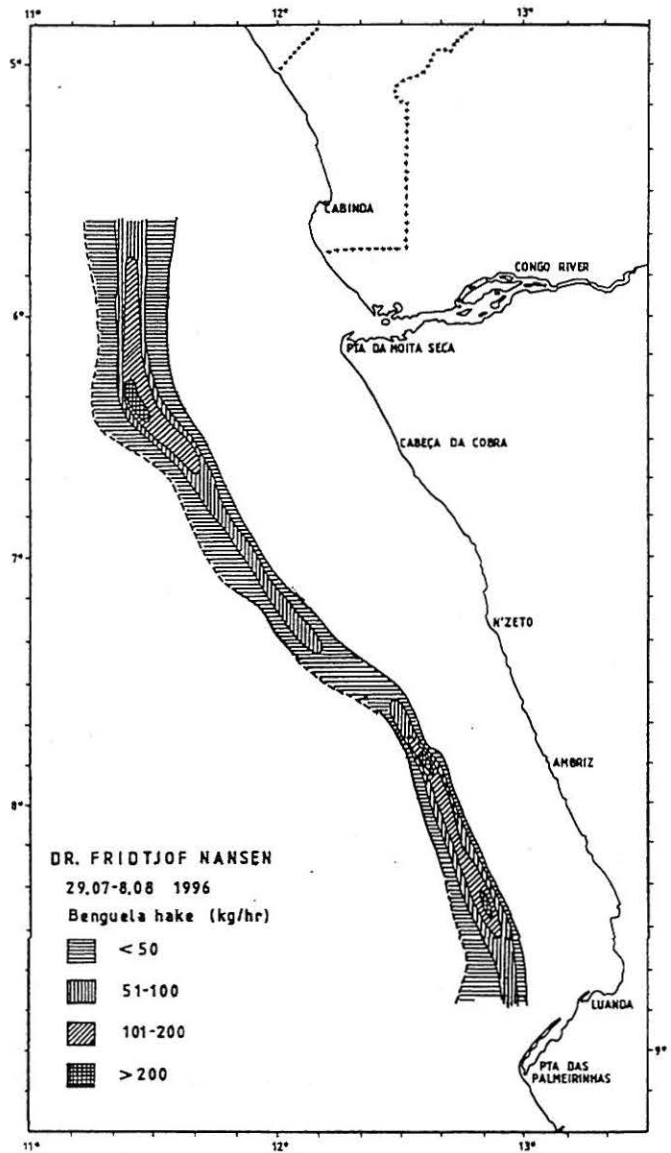 11° 12° 13°
5°
CABINDA
CONGO RIVER
6°
PTA DA MOITA SECA
CABEÇA DA COBRA
7°
N'ZETO
AMBRIZ
8°
DR. FRIDTJOF NANSEN
29.07-8.08 1996
Benguela hake (kg/hr)
< 50
51-100
101-200
> 200
LUANDA
9°
PTA DAS
PALMEIRINHAS
11° 12° 13°